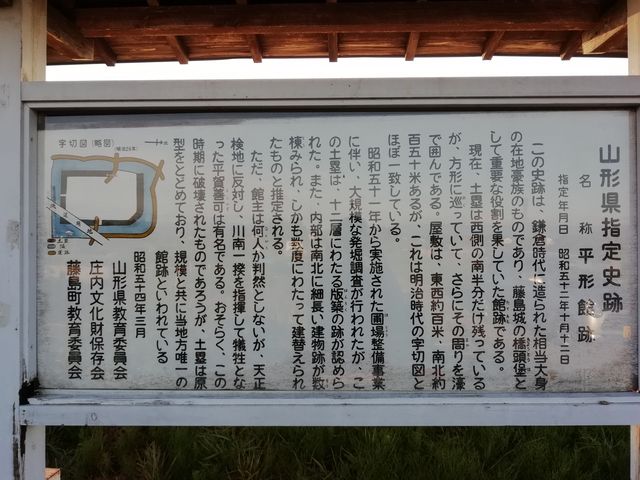 山形県指定史跡
名称 平形館跡
指定年月日 昭和五十二年十月十二日
この史跡は、鎌倉時代に造られた相当大身
の在地豪族のものであり、藤島城の橋頭堡と
して重要な役割を果していた館跡である。
現在、土塁は西側の南半分だけ残っている
が、方形に巡っていて、さらにその周りを濠
で囲んである。屋敷は、東西約百米、南北約
百五十米あるが、これは明治時代の字切図と
ほぼ一致している。
昭和五十一年から実施された圃場整備事業
に伴い、大規模な発掘調査が行われたが、こ
の土塁は、十二層にわたる版築の跡が認めら
れた。また、内部は南北に細長い建物跡が数
棟みられ、しかも数度にわたって建替えられ
たものと推定される。
ただ、館主は何人か判然としないが、天正
検地に反対し、川南一揆を指揮して犠牲とな
った平賀善可は有名である。おそらく、この
時期に破壊されたものであろうが、土塁は原
型をとどめており、規模と共に当地方唯一の
館跡といわれている
昭和五十四年三月
山形県教育委員会
庄内文化財保存会
藤島町教育委員会
字切図(略図)
(明治26年)